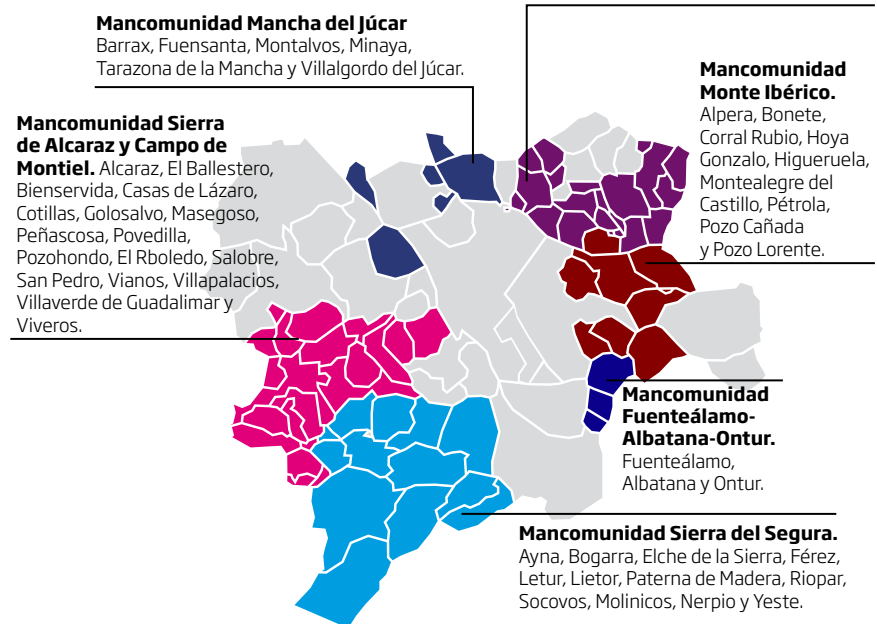 Mancomunidad Mancha del Júcar
Barrax, Fuensanta, Montalvos, Minaya,
Tarazona de la Mancha y Villalgordo del Júcar.
Mancomunidad Sierra
de Alcaraz y Campo de
Montiel. Alcaraz, El Ballestero,
Bienservida, Casas de Lázaro,
Cotillas, Golosalvo, Masegoso,
Peñascosa, Povedilla,
Pozohondo, El Rboledo, Salobre,
San Pedro, Vianos, Villapalacios,
Villaverde de Guadalimar y
Viveros.
Mancomunidad
Monte Ibérico.
Alpera, Bonete,
Corral Rubio, Hoya
Gonzalo, Higueruela,
Montealegre del
Castillo, Pétrola,
Pozo Cañada
y Pozo Lorente.
Mancomunidad
Fuenteálamo-
Albatana-Ontur.
Fuenteálamo,
Albatana y Ontur.
Mancomunidad Sierra del Segura.
Ayna, Bogarra, Elche de la Sierra, Férez,
Letur, Lietor, Paterna de Madera, Riopar,
Socovos, Molinicos, Nerpio y Yeste.